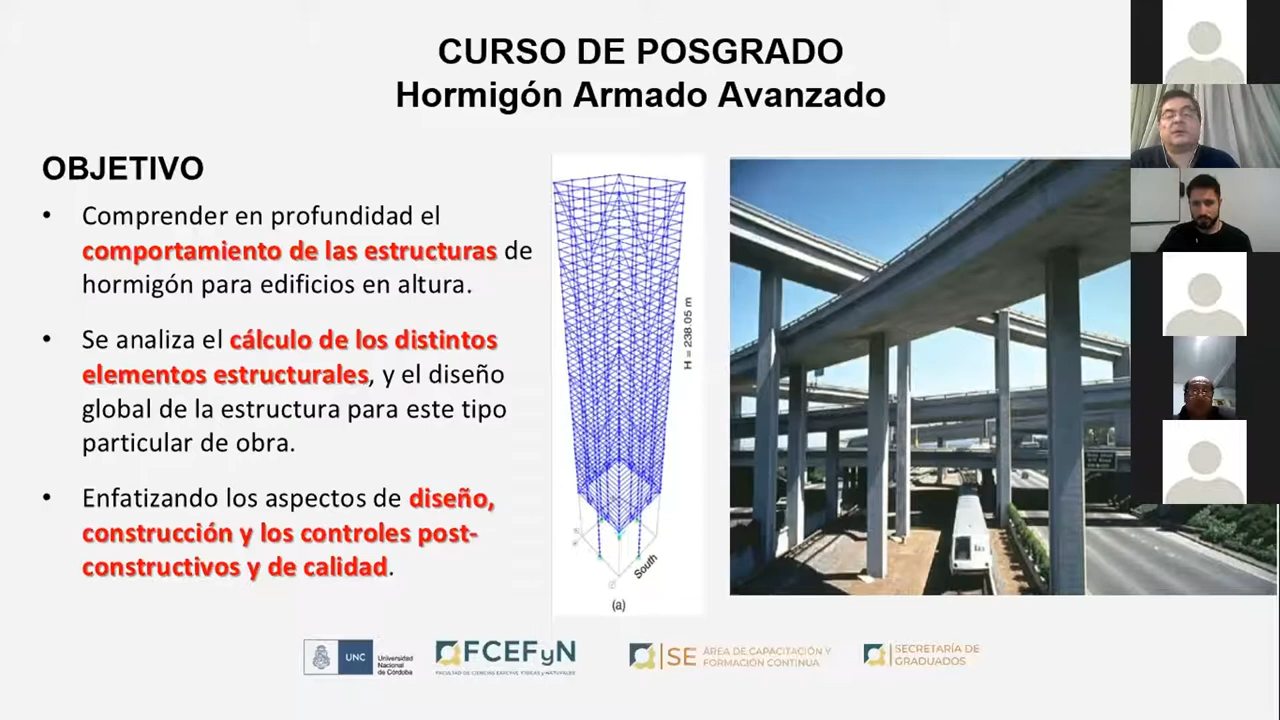 CURSO DE POSGRADO
Hormigón Armado Avanzado
OBJETIVO
• Comprender en profundidad el
comportamiento de las estructuras de
hormigón para edificios en altura.
• Se analiza el cálculo de los distintos
elementos estructurales, y el diseño
global de la estructura para este tipo
particular de obra.
• Enfatizando los aspectos de diseño,
construcción y los controles post-
constructivos y de calidad.
H = 238.05 m
South
(a)
UNC
Universidad
Nacional
de Córdoba
FCEFyN
FACULTAD DE CIENCIAS EXACTAS, FÍSICAS y NATURALES
SE
ÁREA DE CAPACITACIÓN Y
FORMACIÓN CONTINUA
SECRETARÍA DE
GRADUADOS